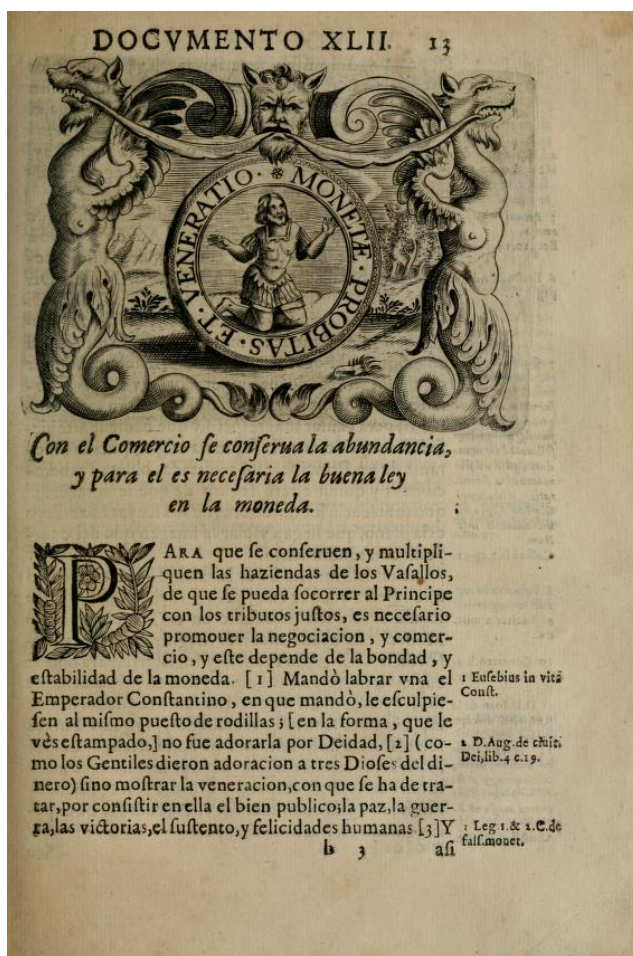 DOCVMENTO XLII. 13
MONETÆ · PROBITAS · ET · VENERATIO ·
Con el Comercio ſe conſerua la abundancia,
y para el es neceſaria la buena ley
en la moneda.
PARA que ſe conſeruen, y multipli-
quen las haziendas de los Vaſallos,
de que ſe pueda ſocorrer al Principe
con los tributos juſtos, es neceſario
promouer la negociacion, y comer-
cio, y eſte depende de la bondad, y
eſtabilidad de la moneda. [1] Mandò labrar vna el
Emperador Conſtantino, en que mandò, le eſculpie-
ſen al miſmo pueſto de rodillas; [en la forma, que le
vès eſtampado,] no fue adorarla por Deidad, [2] (co-
mo los Gentiles dieron adoracion a tres Dioſes del di-
nero) ſino moſtrar la veneracion, con que ſe ha de tra-
tar, por conſiſtir en ella el bien publico; la paz, la guer-
ra, las victorias, el ſuſtento, y felicidades humanas. [3] Y
b 3 aſi
1 Euſebius in vita
Conſt.
2 D. Aug. de ciuit.
Dei, lib. 4 c. 19.
3 Leg 1. & 2. C. de
falſ. monet.